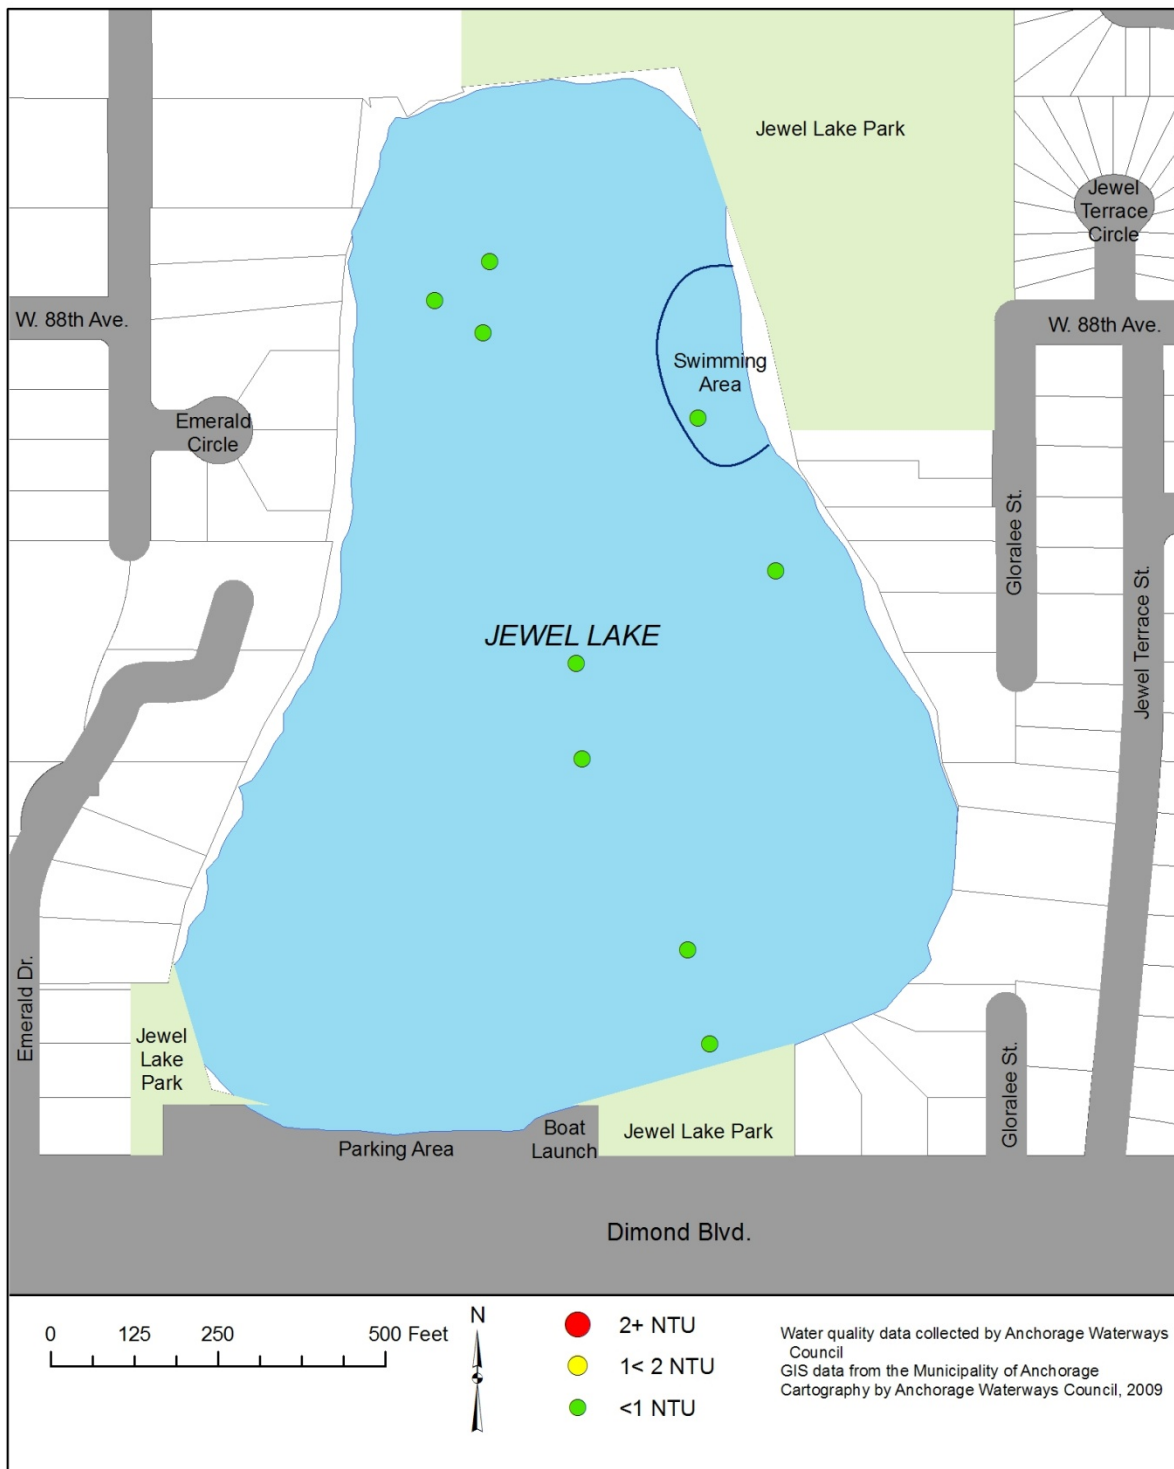 Jewel Lake Park
Jewel
Terrace
Circle
W. 88th Ave.
W. 88th Ave.
Swimming
Area
Emerald
Circle
Gloralee St.
Jewel Terrace St.
JEWEL LAKE
Emerald Dr.
Jewel
Lake
Park
Gloralee St.
Parking Area
Boat
Launch
Jewel Lake Park
Dimond Blvd.
0 125 250 500 Feet
N
2+ NTU
1< 2 NTU
<1 NTU
Water quality data collected by Anchorage Waterways
Council
GIS data from the Municipality of Anchorage
Cartography by Anchorage Waterways Council, 2009